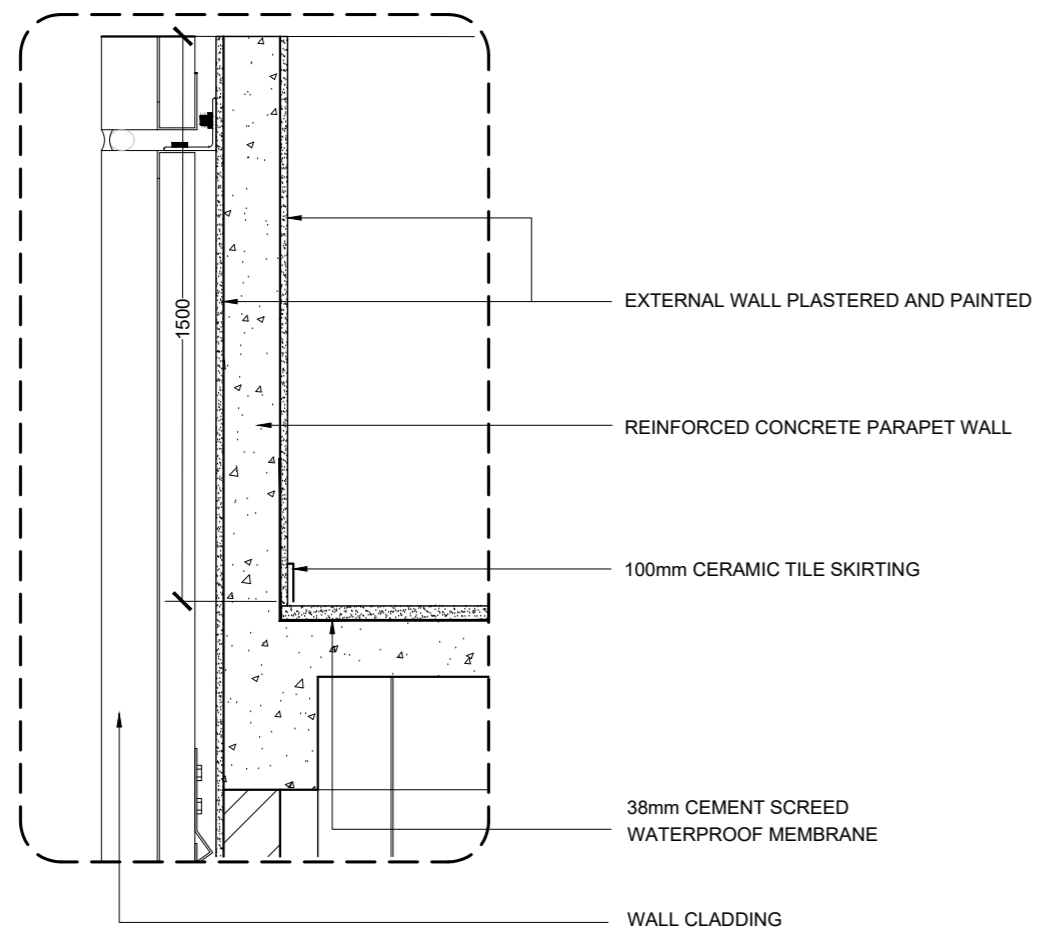 1500
EXTERNAL WALL PLASTERED AND PAINTED
REINFORCED CONCRETE PARAPET WALL
100mm CERAMIC TILE SKIRTING
38mm CEMENT SCREED
WATERPROOF MEMBRANE
WALL CLADDING